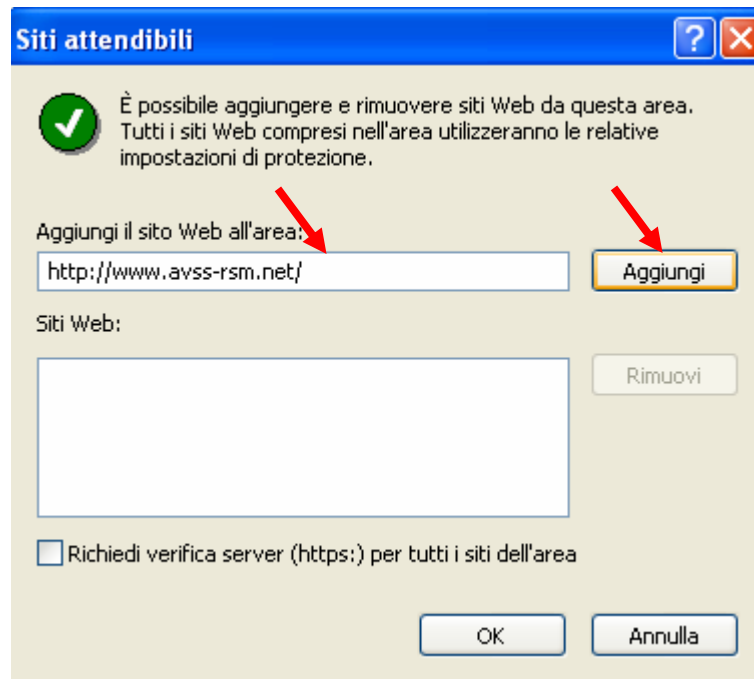 Siti attendibili
È possibile aggiungere e rimuovere siti Web da questa area.
Tutti i siti Web compresi nell'area utilizzeranno le relative
impostazioni di protezione.
Aggiungi il sito Web all'area:
http://www.avss-rsm.net/
Aggiungi
Siti Web:
Rimuovi
Richiedi verifica server (https:) per tutti i siti dell'area
OK
Annulla